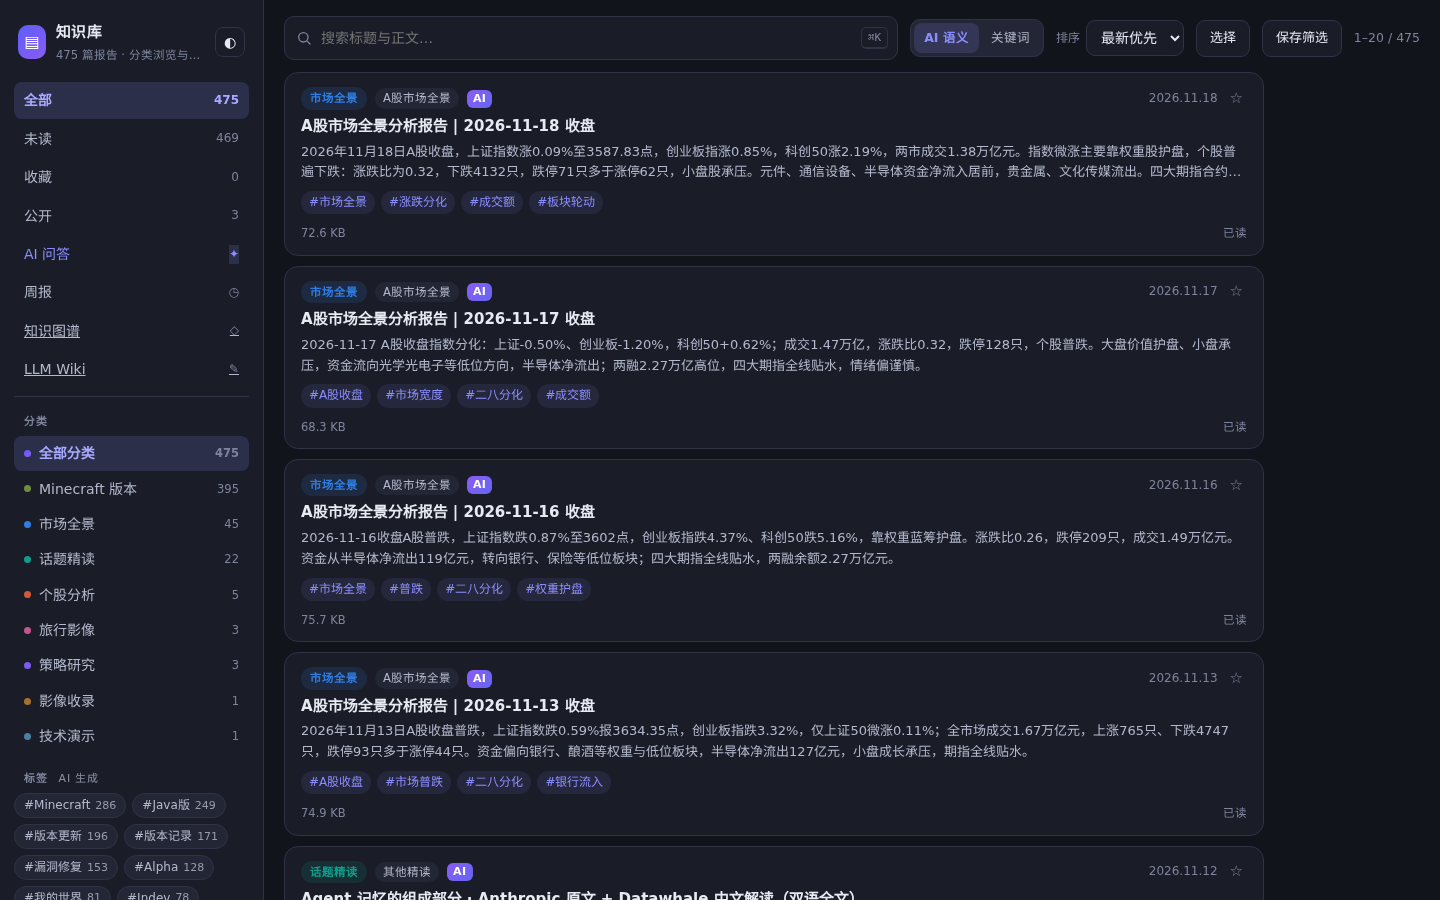 知识库
475 篇报告 · 分类浏览与...
全部 475
未读 469
收藏 0
公开 3
AI 问答
周报
知识图谱
LLM Wiki
分类
全部分类 475
Minecraft 版本 395
市场全景 45
话题精读 22
个股分析 5
旅行影像 3
策略研究 3
影像收录 1
技术演示 1
标签 AI 生成
#Minecraft 286 #Java版 249
#版本更新 196 #版本记录 171
#漏洞修复 153 #Alpha 128
#我的世界 81 #Indev 78
搜索标题与正文... ⌘K AI 语义 关键词 排序 最新优先 选择 保存筛选 1–20 / 475
市场全景 A股市场全景 AI 2026.11.18 ☆
A股市场全景分析报告 | 2026-11-18 收盘
2026年11月18日A股收盘，上证指数涨0.09%至3587.83点，创业板指涨0.85%，科创50涨2.19%，两市成交1.38万亿元。指数微涨主要靠权重股护盘，个股普
遍下跌：涨跌比为0.32，下跌4132只，跌停71只多于涨停62只，小盘股承压。元件、通信设备、半导体资金净流入居前，贵金属、文化传媒流出。四大期指合约...
#市场全景 #涨跌分化 #成交额 #板块轮动
72.6 KB 已读
市场全景 A股市场全景 AI 2026.11.17 ☆
A股市场全景分析报告 | 2026-11-17 收盘
2026-11-17 A股收盘指数分化：上证-0.50%、创业板-1.20%，科创50+0.62%；成交1.47万亿，涨跌比0.32，跌停128只，个股普跌。大盘价值护盘、小盘承
压，资金流向光学光电子等低位方向，半导体净流出；两融2.27万亿高位，四大期指全线贴水，情绪偏谨慎。
#A股收盘 #市场宽度 #二八分化 #成交额
68.3 KB 已读
市场全景 A股市场全景 AI 2026.11.16 ☆
A股市场全景分析报告 | 2026-11-16 收盘
2026-11-16收盘A股普跌，上证指数跌0.87%至3602点，创业板指跌4.37%、科创50跌5.16%，靠权重蓝筹护盘。涨跌比0.26，跌停209只，成交1.49万亿元。
资金从半导体净流出119亿元，转向银行、保险等低位板块；四大期指全线贴水，两融余额2.27万亿元。
#市场全景 #普跌 #二八分化 #权重护盘
75.7 KB 已读
市场全景 A股市场全景 AI 2026.11.13 ☆
A股市场全景分析报告 | 2026-11-13 收盘
2026年11月13日A股收盘普跌，上证指数跌0.59%报3634.35点，创业板指跌3.32%，仅上证50微涨0.11%；全市场成交1.67万亿元，上涨765只、下跌4747
只，跌停93只多于涨停44只。资金偏向银行、酿酒等权重与低位板块，半导体净流出127亿元，小盘成长承压，期指全线贴水。
#A股收盘 #市场普跌 #二八分化 #银行流入
74.9 KB 已读
话题精读 其他精读 AI 2026.11.12 ☆
Agent 记忆的组成部分 · Anthropic 原文 + Datawhale 中文解读（双语全文）